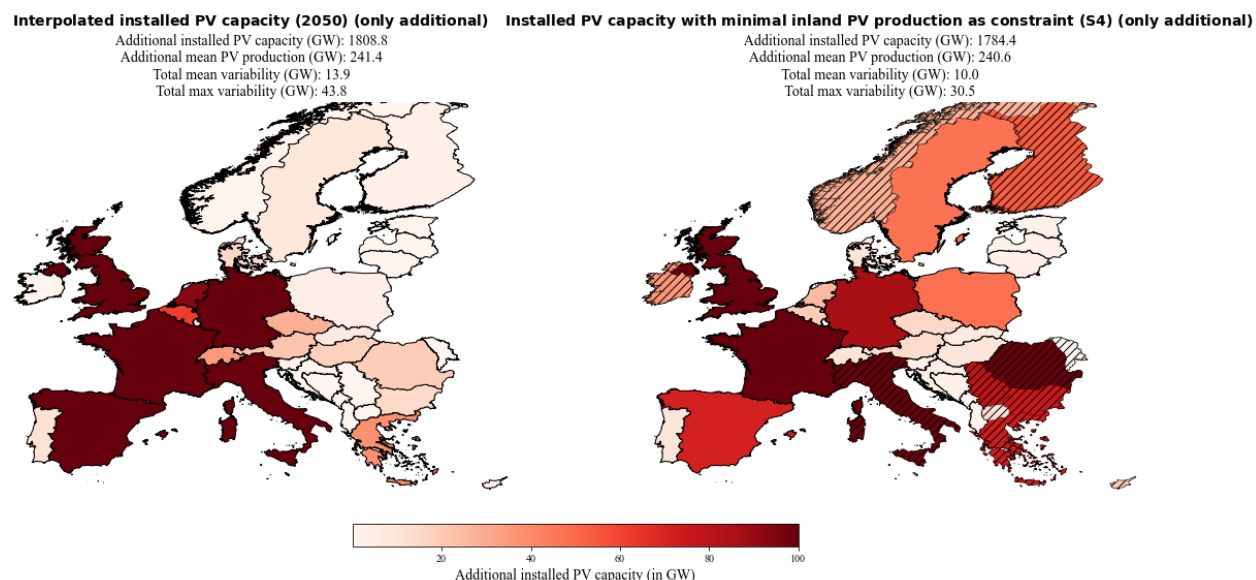 Interpolated installed PV capacity (2050) (only additional)
Additional installed PV capacity (GW): 1808.8
Additional mean PV production (GW): 241.4
Total mean variability (GW): 13.9
Total max variability (GW): 43.8
Installed PV capacity with minimal inland PV production as constraint (S4) (only additional)
Additional installed PV capacity (GW): 1784.4
Additional mean PV production (GW): 240.6
Total mean variability (GW): 10.0
Total max variability (GW): 30.5
20 40 60 80 100
Additional installed PV capacity (in GW)